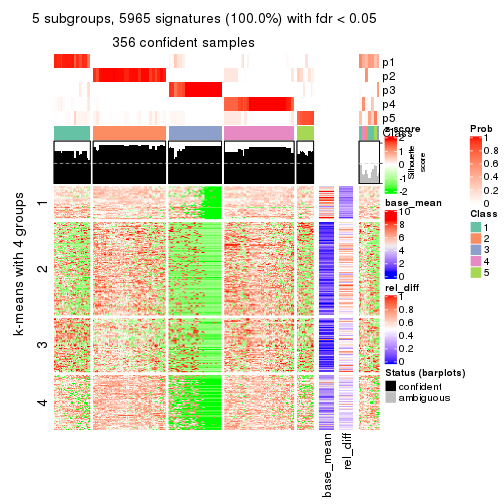 5 subgroups, 5965 signatures (100.0%) with fdr < 0.05
356 confident samples
p1
p2
p3
p4
p5
Class
z-score
2
1
0
-1
-2
Silhouette
score
base_mean
10
8
6
4
2
0
rel_diff
1
0.8
0.6
0.4
0.2
0
Status (barplots)
confident
ambiguous
Prob
1
0.8
0.6
0.4
0.2
0
Class
1
2
3
4
5
k-means with 4 groups
1
2
3
4
base_mean
rel_diff